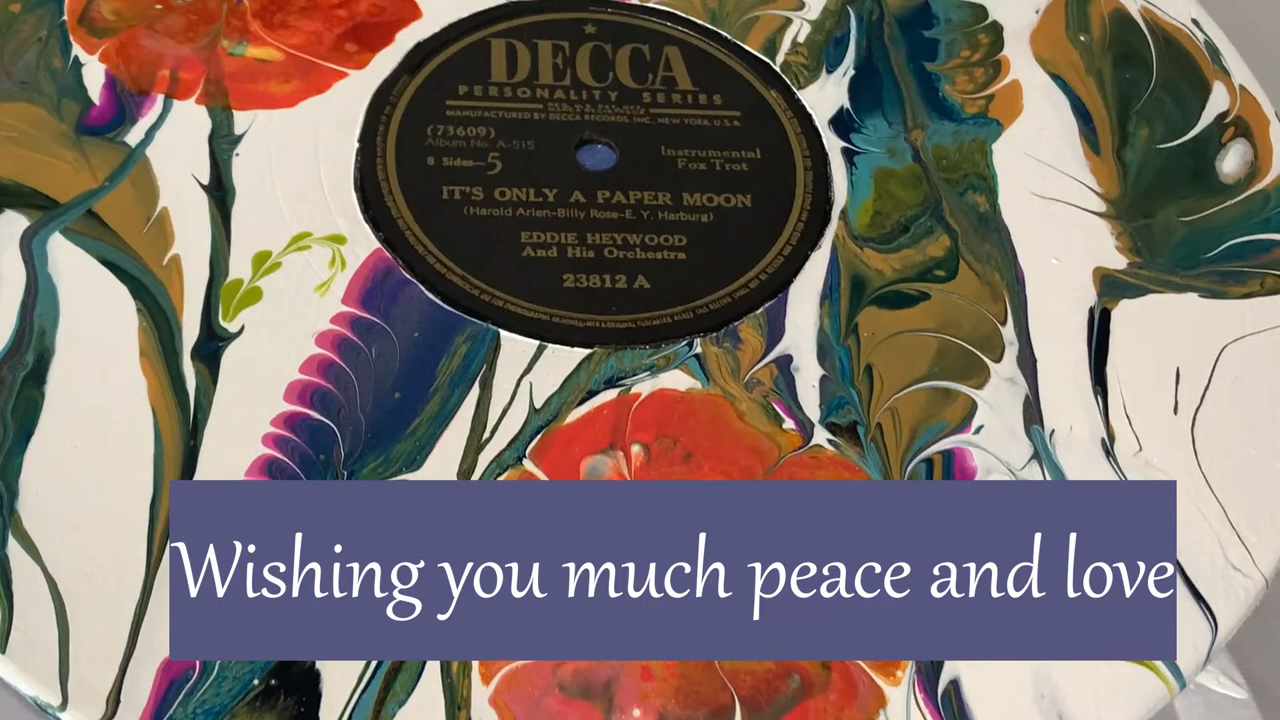 DECCA
PERSONALITY SERIES
MANUFACTURED BY DECCA RECORDS, INC., NEW YORK, U.S.A.
(73609)
Album No. A-515
8 Sides—5
Instrumental
Fox Trot
IT'S ONLY A PAPER MOON
(Harold Arlen-Billy Rose-E. Y. Harburg)
EDDIE HEYWOOD
And His Orchestra
23812 A
Wishing you much peace and love